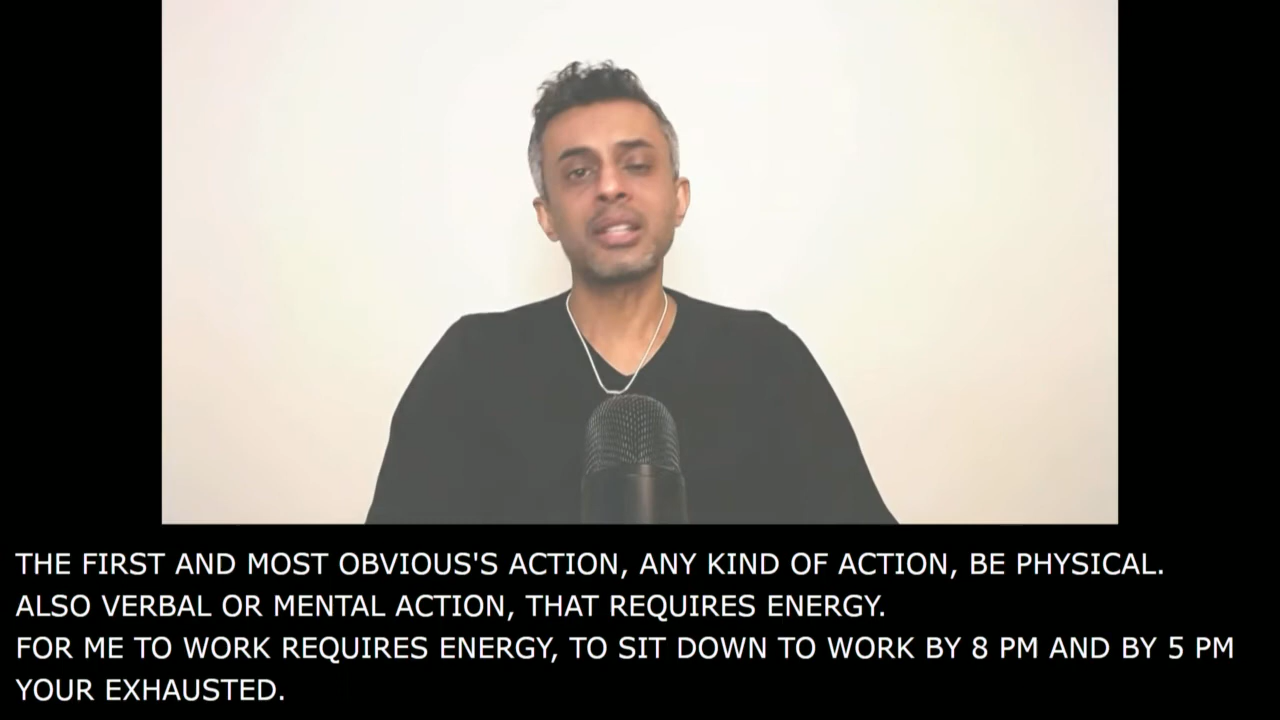 THE FIRST AND MOST OBVIOUS'S ACTION, ANY KIND OF ACTION, BE PHYSICAL.
ALSO VERBAL OR MENTAL ACTION, THAT REQUIRES ENERGY.
FOR ME TO WORK REQUIRES ENERGY, TO SIT DOWN TO WORK BY 8 PM AND BY 5 PM
YOUR EXHAUSTED.